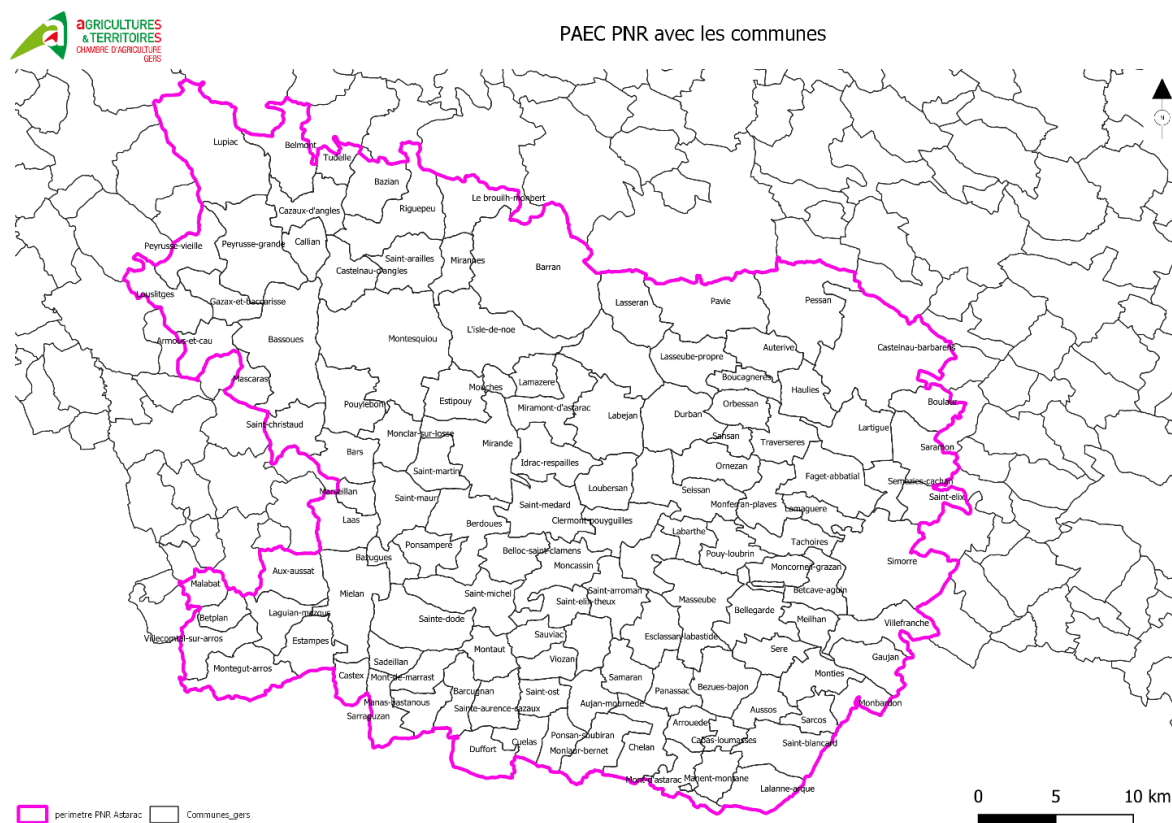 AGRICULTURES
& TERRITOIRES
CHAMBRE D'AGRICULTURE
GERS
PAEC PNR avec les communes
N
Lupiac
Belmont
Tudelle
Bazian
Le brouilh-monbert
Cazaux-d'angles
Riguepeu
Peyrusse-vieille
Peyrusse-grande
Callian
Saint-arailles
Mirannes
Barran
Castelnau-d'angles
Louslitges
Gazax-et-baccarisse
Lasseran
Pavie
Pessan
L'isle-de-noe
Armous-et-cau
Bassoues
Montesquiou
Auterive
Castelnau-barbarens
Lasseube-propre
Mascaras
Mouches
Lamazere
Boucagneres
Haulies
Pouylebon
Estipouy
Miramont-d'astarac
Labejan
Durban
Orbessan
Boulaur
Saint-christaud
Monclar-sur-losse
Mirande
Sansan
Traverseres
Lartigue
Saramon
Bars
Saint-martin
Idrac-respailles
Ornezan
Faget-abbatial
Marseillan
Saint-maur
Loubersan
Seissan
Semezies-cachan
Saint-elix
Saint-medard
Monferran-plaves
Lamaguere
Laas
Berdoues
Clermont-pouyguilles
Labarthe
Tachoires
Bazugues
Ponsampere
Belloc-saint-clamens
Pouy-loubrin
Simorre
Aux-aussat
Moncassin
Moncorneil-grazan
Malabat
Mielan
Saint-michel
Saint-arroman
Masseube
Betcave-aguin
Betplan
Laguian-mazous
Sainte-dode
Saint-elix-theux
Bellegarde
Meilhan
Villecomtal-sur-arros
Estampes
Sauviac
Esclassan-labastide
Villefranche
Montegut-arros
Sadeillan
Montaut
Viozan
Sere
Gaujan
Castex
Mont-de-marrast
Samaran
Monties
Barcugnan
Saint-ost
Panassac
Bezues-bajon
Manas-bastanous
Sainte-aurence-cazaux
Aujan-mournede
Aussos
Monbardon
Sarraguzan
Arrouede
Sarcos
Duffort
Cuelas
Ponsan-soubiran
Monlaur-bernet
Chelan
Cabas-loumasses
Saint-blancard
Mont-d'astarac
Manent-montane
Lalanne-arque
perimetre PNR Astarac
Communes_gers
0 5 10 km